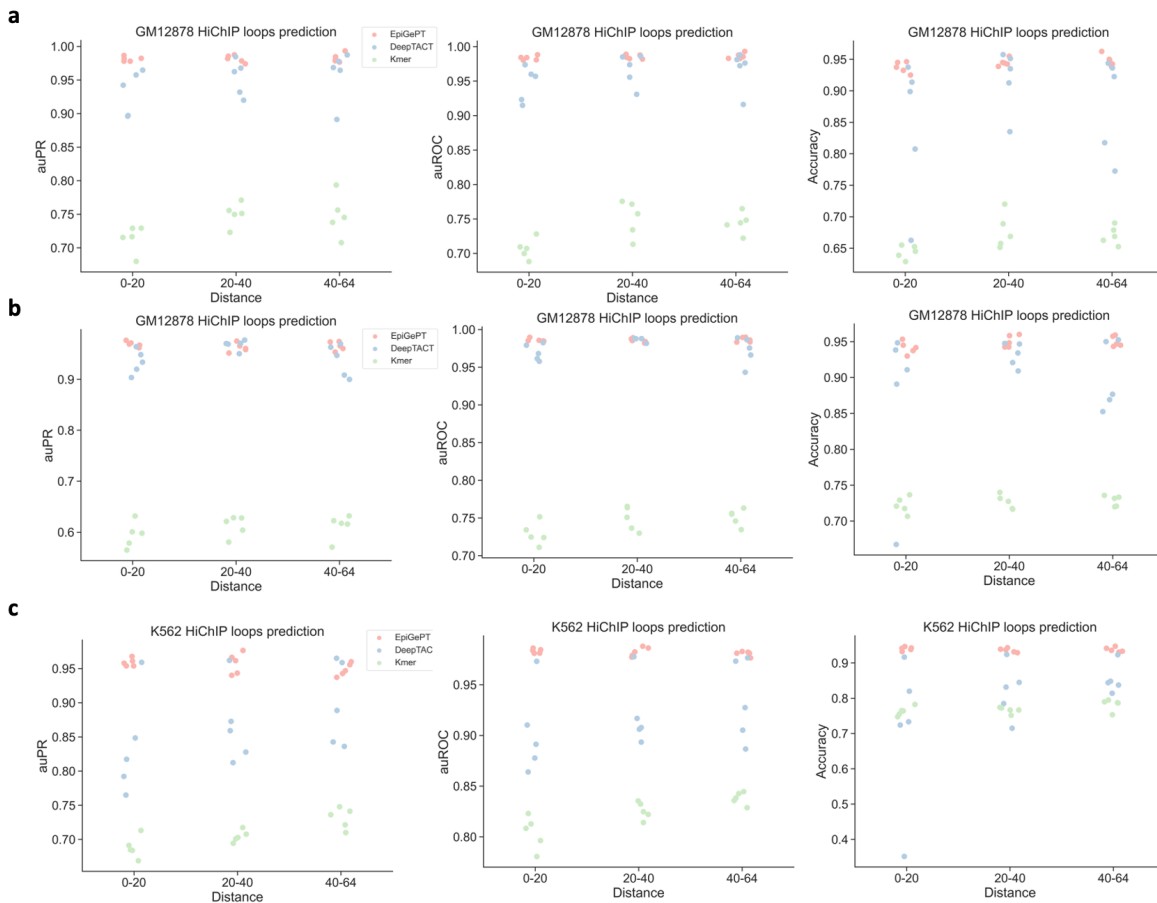 a
GM12878 HiChIP loops prediction
EpiGePT
DeepTACT
Kmer
1.00
0.95
0.90
0.85
0.80
0.75
0.70
auPR
0-20
20-40
40-64
Distance
GM12878 HiChIP loops prediction
1.00
0.95
0.90
0.85
0.80
0.75
0.70
auROC
0-20
20-40
40-64
Distance
GM12878 HiChIP loops prediction
0.95
0.90
0.85
0.80
0.75
0.70
0.65
Accuracy
0-20
20-40
40-64
Distance
b
GM12878 HiChIP loops prediction
EpiGePT
DeepTACT
Kmer
0.9
0.8
0.7
0.6
auPR
0-20
20-40
40-64
Distance
GM12878 HiChIP loops prediction
1.00
0.95
0.90
0.85
0.80
0.75
0.70
auROC
0-20
20-40
40-64
Distance
GM12878 HiChIP loops prediction
0.95
0.90
0.85
0.80
0.75
0.70
Accuracy
0-20
20-40
40-64
Distance
c
K562 HiChIP loops prediction
EpiGePT
DeepTAC
Kmer
0.95
0.90
0.85
0.80
0.75
0.70
auPR
0-20
20-40
40-64
Distance
K562 HiChIP loops prediction
0.95
0.90
0.85
0.80
auROC
0-20
20-40
40-64
Distance
K562 HiChIP loops prediction
0.9
0.8
0.7
0.6
0.5
0.4
Accuracy
0-20
20-40
40-64
Distance